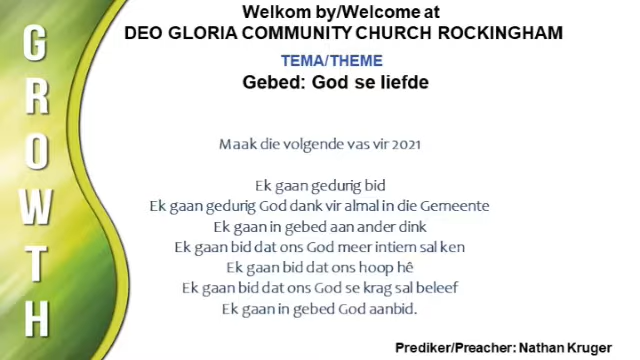 GROWTH
Welkom by/Welcome at
DEO GLORIA COMMUNITY CHURCH ROCKINGHAM
TEMA/THEME
Gebed: God se liefde
Maak die volgende vas vir 2021
Ek gaan gedurig bid
Ek gaan gedurig God dank vir almal in die Gemeente
Ek gaan in gebed aan ander dink
Ek gaan bid dat ons God meer intiem sal ken
Ek gaan bid dat ons hoop hê
Ek gaan bid dat ons God se krag sal beleef
Ek gaan in gebed God aanbid.
Prediker/Preacher: Nathan Kruger